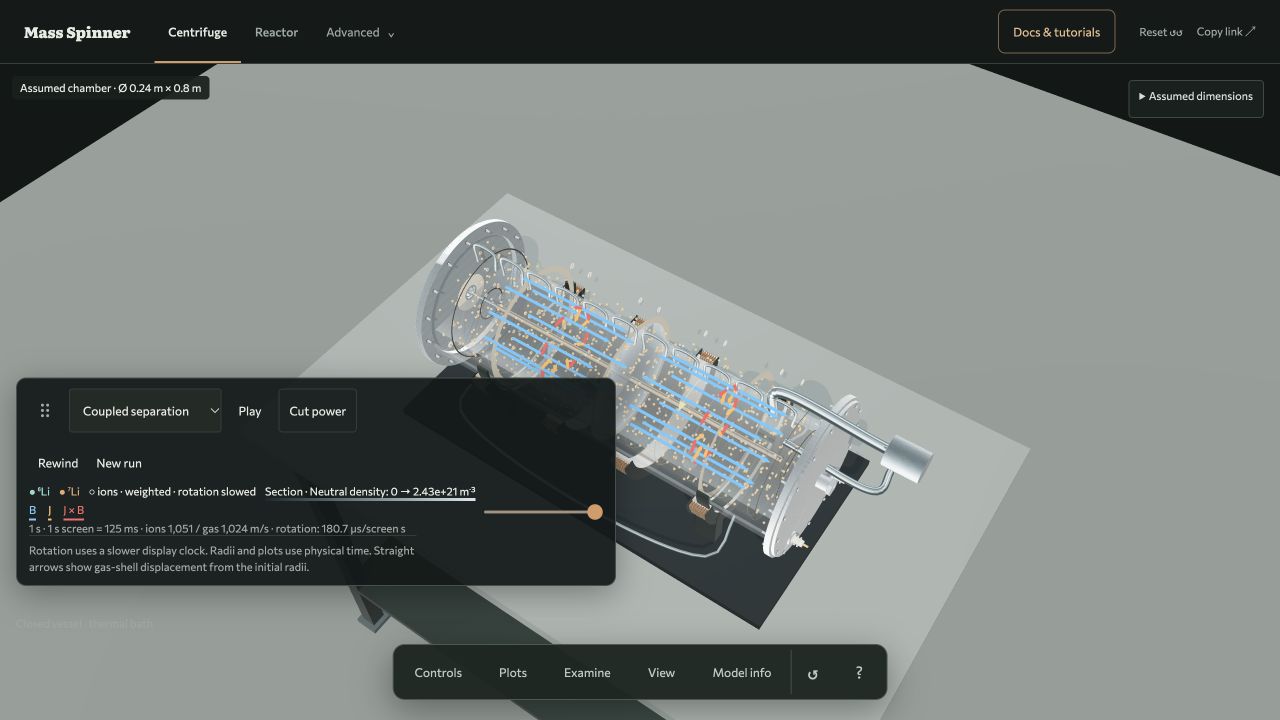 Mass Spinner
Centrifuge
Reactor
Advanced
Docs & tutorials
Reset ↺↺
Copy link ↗
Assumed chamber · Ø 0.24 m × 0.8 m
▶ Assumed dimensions
Coupled separation
Play
Cut power
Rewind
New run
⁶Li ⁷Li ○ ions · weighted · rotation slowed Section · Neutral density: 0 → 2.43e+21 m⁻³
B J J × B
1 s · 1 s screen = 125 ms · ions 1,051 / gas 1,024 m/s · rotation: 180.7 µs/screen s
Rotation uses a slower display clock. Radii and plots use physical time. Straight
arrows show gas-shell displacement from the initial radii.
Closed vessel · thermal bath
Controls
Plots
Examine
View
Model info
↺
?